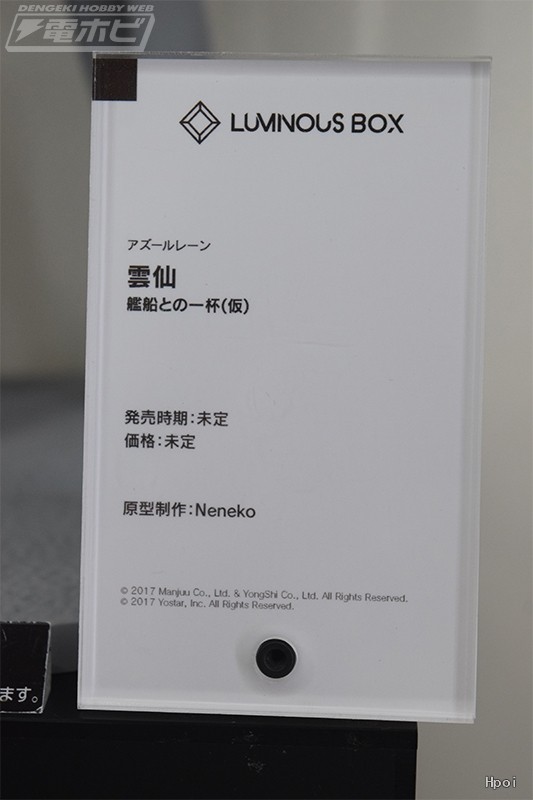 DENGEKI HOBBY WEB
電ホビ
LUMINOUS BOX
アズールレーン
雲仙
艦船との一杯(仮)
発売時期:未定
価格:未定
原型制作:Neneko
© 2017 Manjuu Co., Ltd. & YongShi Co., Ltd. All Rights Reserved.
© 2017 Yostar, Inc. All Rights Reserved.
ます。
Hpoi